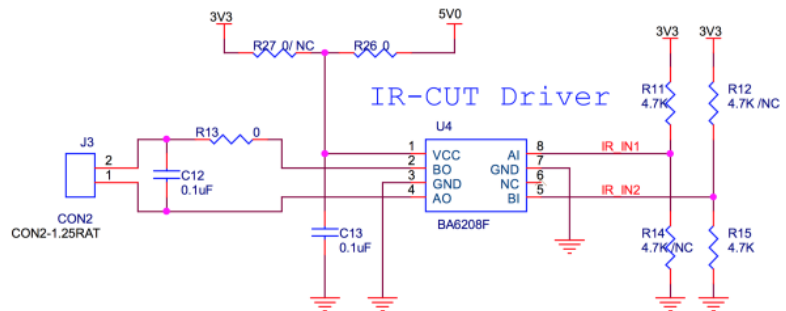 3V3
5V0
R27 0/ NC
R26 0
3V3
3V3
IR-CUT Driver
R11
4.7K
R12
4.7K /NC
J3
R13
0
U4
2
1
C12
0.1uF
1
2
3
4
VCC
BO
GND
AO
AI
GND
NC
BI
8
7
6
5
IR_IN1
IR_IN2
CON2
CON2-1.25RAT
C13
0.1uF
BA6208F
R14
4.7K/NC
R15
4.7K